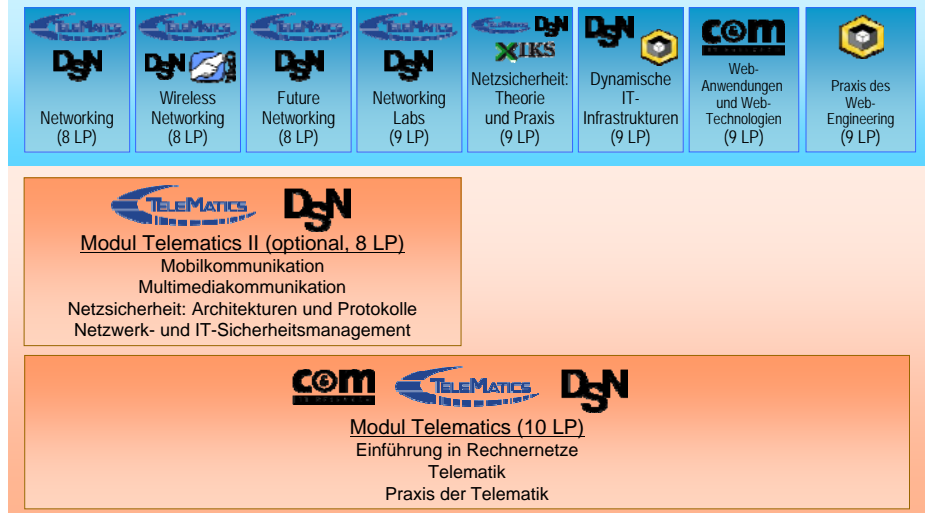 TELEMATICS
DSN
Networking
(8 LP)
TELEMATICS
DSN
Wireless
Networking
(8 LP)
TELEMATICS
DSN
Future
Networking
(8 LP)
TELEMATICS
DSN
Networking
Labs
(9 LP)
TELEMATICS DSN
IKS
Netzsicherheit:
Theorie
und Praxis
(9 LP)
DSN
Dynamische
IT-
Infrastrukturen
(9 LP)
C&M
Web-
Anwendungen
und Web-
Technologien
(9 LP)
Praxis des
Web-
Engineering
(9 LP)
TELEMATICS DSN
Modul Telematics II (optional, 8 LP)
Mobilkommunikation
Multimediakommunikation
Netzsicherheit: Architekturen und Protokolle
Netzwerk- und IT-Sicherheitsmanagement
C&M TELEMATICS DSN
Modul Telematics (10 LP)
Einführung in Rechnernetze
Telematik
Praxis der Telematik